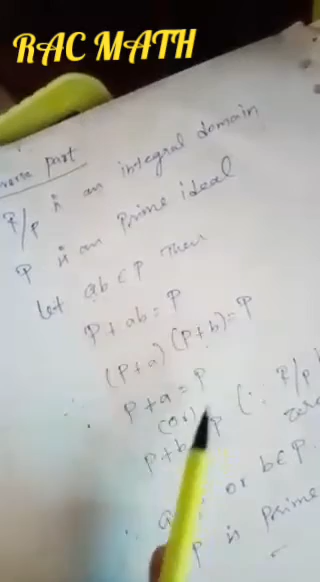 RAC MATH
part
R/P is an integral domain
P is an Prime ideal
Let ab ∈ P Then
P + ab = P
(P+a) (P+b) = P
∴ P + a = P
(or) (∵ R/P
P + b P
∴ or b ∈ P.
P is Prime